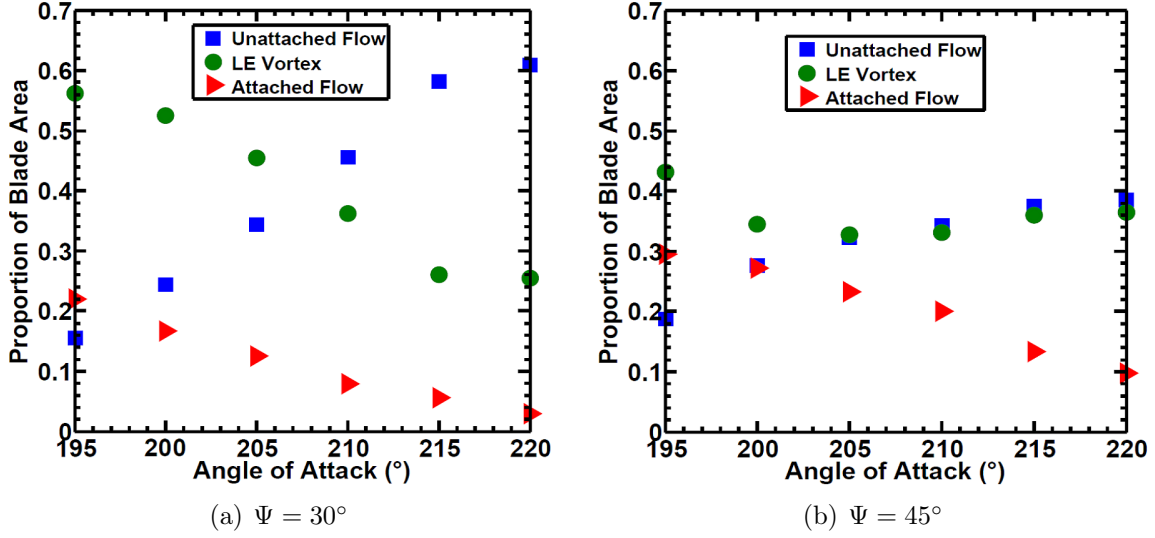 Proportion of Blade Area
0.7
0.6
0.5
0.4
0.3
0.2
0.1
0
Unattached Flow
LE Vortex
Attached Flow
195 200 205 210 215 220
Angle of Attack (°)
(a) Ψ = 30°
Proportion of Blade Area
0.7
0.6
0.5
0.4
0.3
0.2
0.1
0
Unattached Flow
LE Vortex
Attached Flow
195 200 205 210 215 220
Angle of Attack (°)
(b) Ψ = 45°